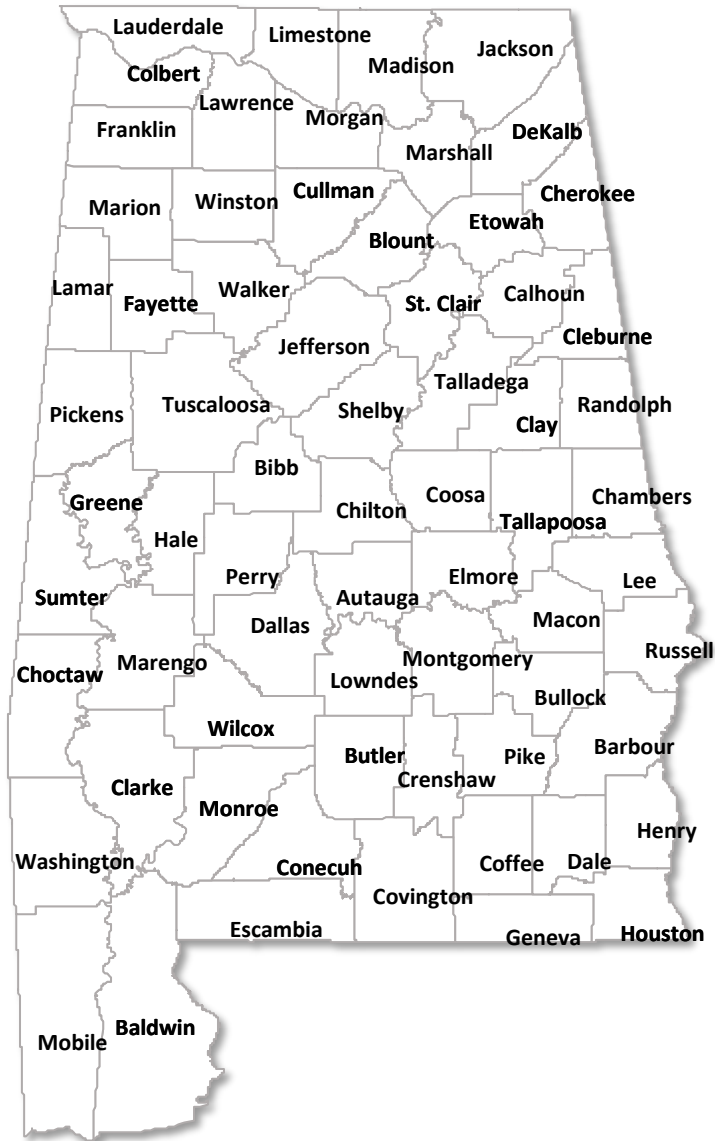 Lauderdale
Limestone
Madison
Jackson
Colbert
Lawrence
Franklin
Morgan
DeKalb
Marshall
Cherokee
Cullman
Winston
Marion
Etowah
Blount
Lamar
Fayette
Walker
St. Clair
Calhoun
Cleburne
Jefferson
Talladega
Pickens
Tuscaloosa
Shelby
Randolph
Clay
Bibb
Greene
Coosa
Chambers
Chilton
Tallapoosa
Hale
Perry
Elmore
Lee
Sumter
Autauga
Macon
Dallas
Russell
Choctaw
Marengo
Montgomery
Lowndes
Bullock
Wilcox
Butler
Pike
Barbour
Clarke
Crenshaw
Monroe
Henry
Washington
Conecuh
Coffee
Dale
Covington
Escambia
Geneva
Houston
Baldwin
Mobile